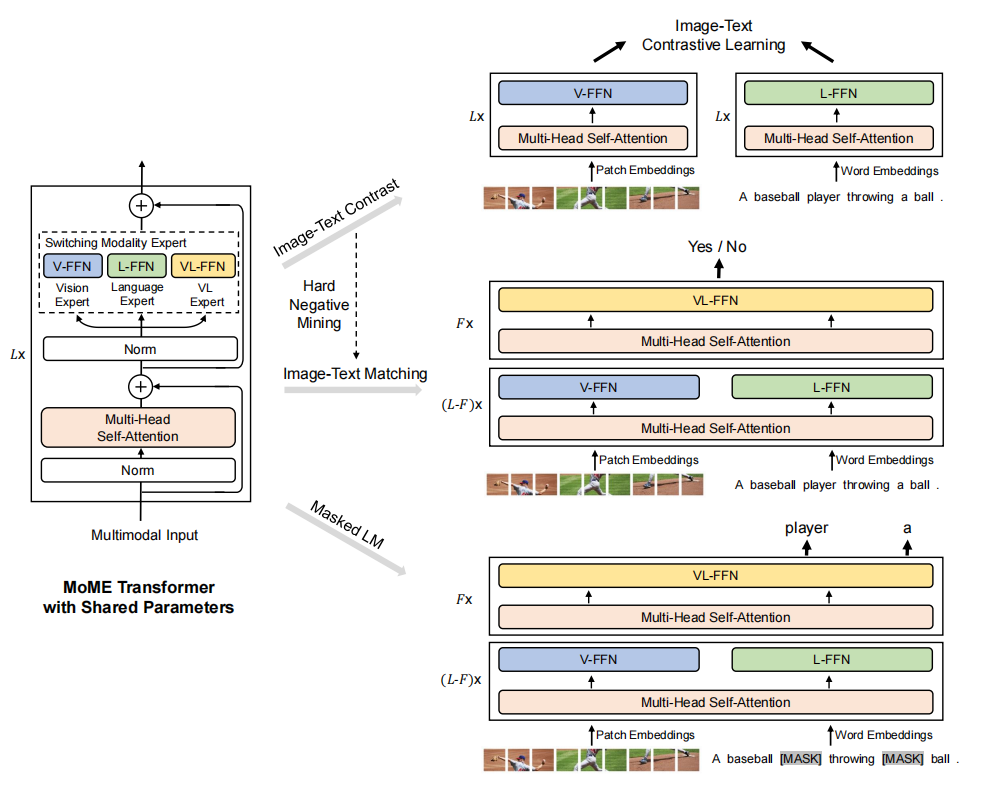 Image-Text
Contrastive Learning
V-FFN
L-FFN
Lx
Multi-Head Self-Attention
Lx
Multi-Head Self-Attention
Patch Embeddings
Word Embeddings
A baseball player throwing a ball .
Image-Text Contrast
Hard
Negative
Mining
Image-Text Matching
Masked LM
Switching Modality Expert
V-FFN
L-FFN
VL-FFN
Vision
Expert
Language
Expert
VL
Expert
Norm
Lx
Multi-Head
Self-Attention
Norm
Multimodal Input
MoME Transformer
with Shared Parameters
Yes / No
VL-FFN
Fx
Multi-Head Self-Attention
V-FFN
L-FFN
(L-F)x
Multi-Head Self-Attention
Patch Embeddings
Word Embeddings
A baseball player throwing a ball .
player
a
VL-FFN
Fx
Multi-Head Self-Attention
V-FFN
L-FFN
(L-F)x
Multi-Head Self-Attention
Patch Embeddings
Word Embeddings
A baseball [MASK] throwing [MASK] ball .